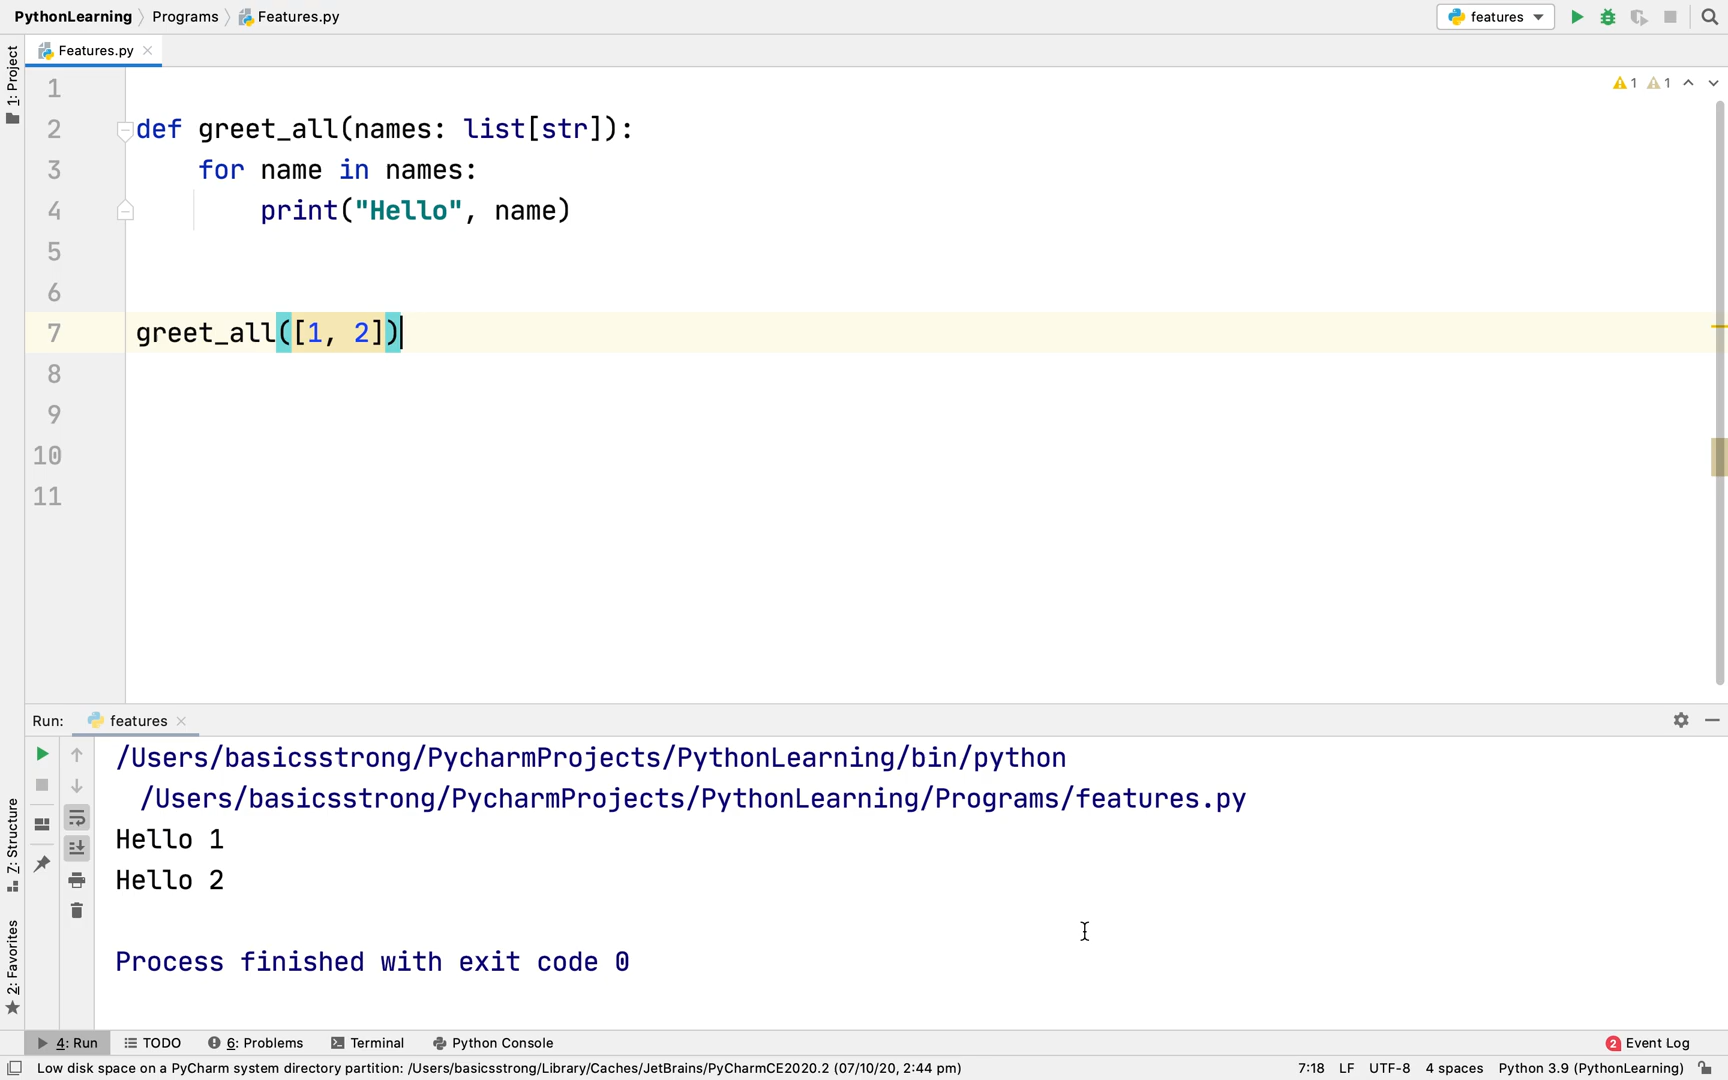 PythonLearning Programs Features.py
features
Features.py
1: Project
1 1
1
2 def greet_all(names: list[str]):
3 for name in names:
4 print("Hello", name)
5
6
7 greet_all([1, 2])
8
9
10
11
Run: features
/Users/basicsstrong/PycharmProjects/PythonLearning/bin/python
/Users/basicsstrong/PycharmProjects/PythonLearning/Programs/features.py
Hello 1
Hello 2
Process finished with exit code 0
7: Structure
2: Favorites
4: Run TODO 6: Problems Terminal Python Console 2 Event Log
Low disk space on a PyCharm system directory partition: /Users/basicsstrong/Library/Caches/JetBrains/PyCharmCE2020.2 (07/10/20, 2:44 pm) 7:18 LF UTF-8 4 spaces Python 3.9 (PythonLearning)